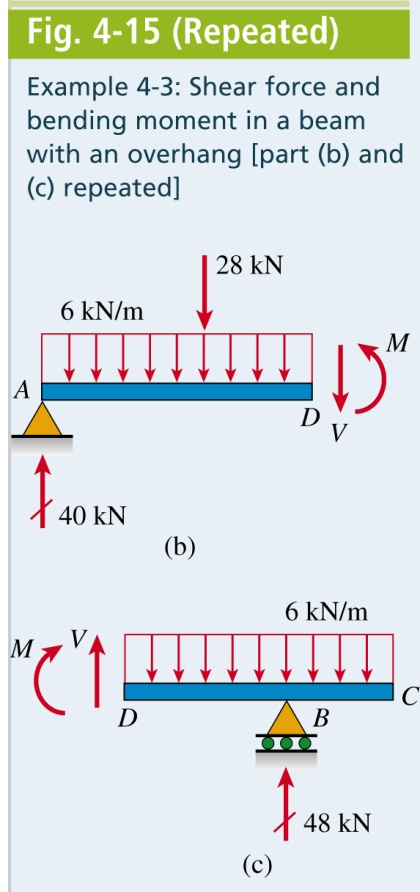 Fig. 4-15 (Repeated)
Example 4-3: Shear force and
bending moment in a beam
with an overhang [part (b) and
(c) repeated]
28 kN
6 kN/m
M
A
D
V
40 kN
(b)
6 kN/m
M
V
C
D
B
48 kN
(c)